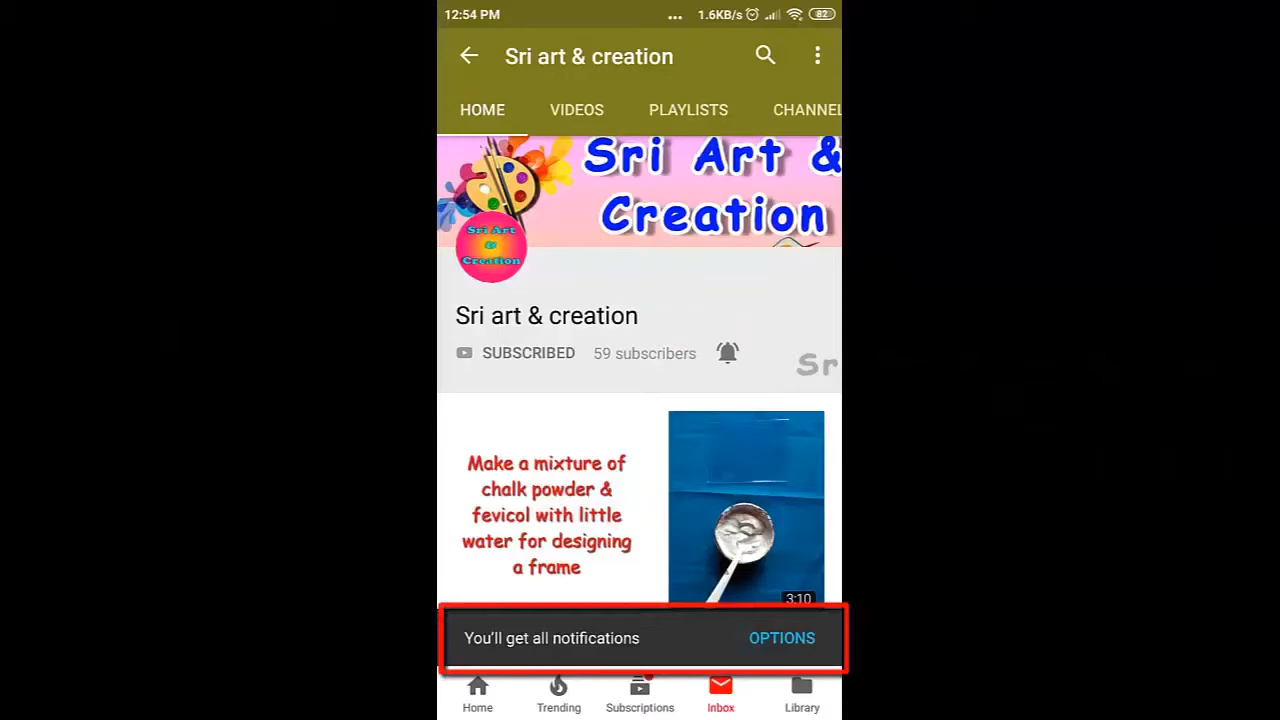 12:54 PM
... 1.6KB/s 82
Sri art & creation
HOME VIDEOS PLAYLISTS CHANNEL
Sri Art &
Creation
Sri Art
&
Creation
Sri art & creation
SUBSCRIBED 59 subscribers
Sr
Make a mixture of
chalk powder &
fevicol with little
water for designing
a frame
3:10
You'll get all notifications OPTIONS
Home Trending Subscriptions Inbox Library